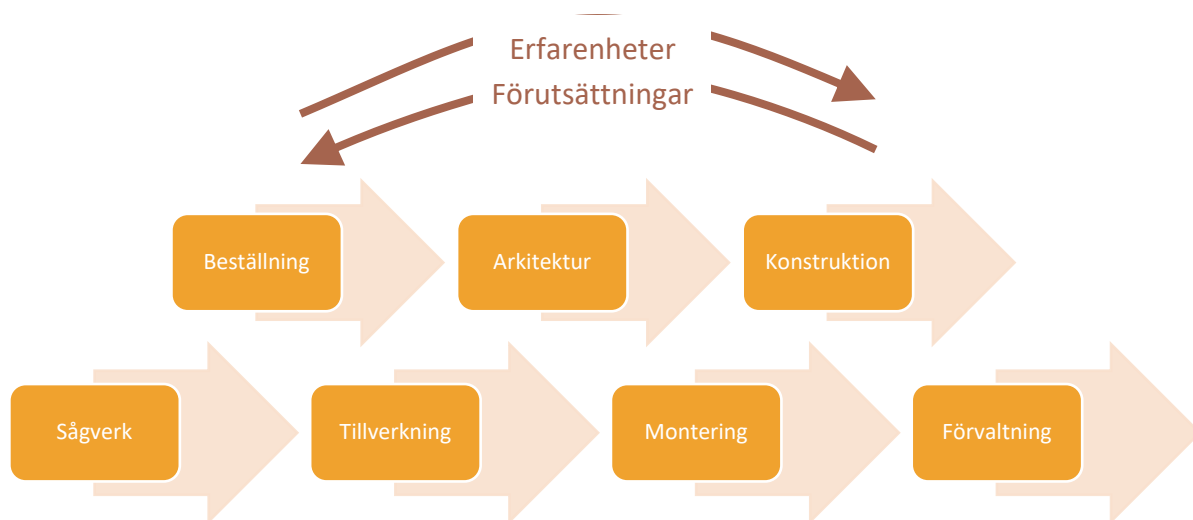 Erfarenheter
Förutsättningar
Beställning
Arkitektur
Konstruktion
Sågverk
Tillverkning
Montering
Förvaltning